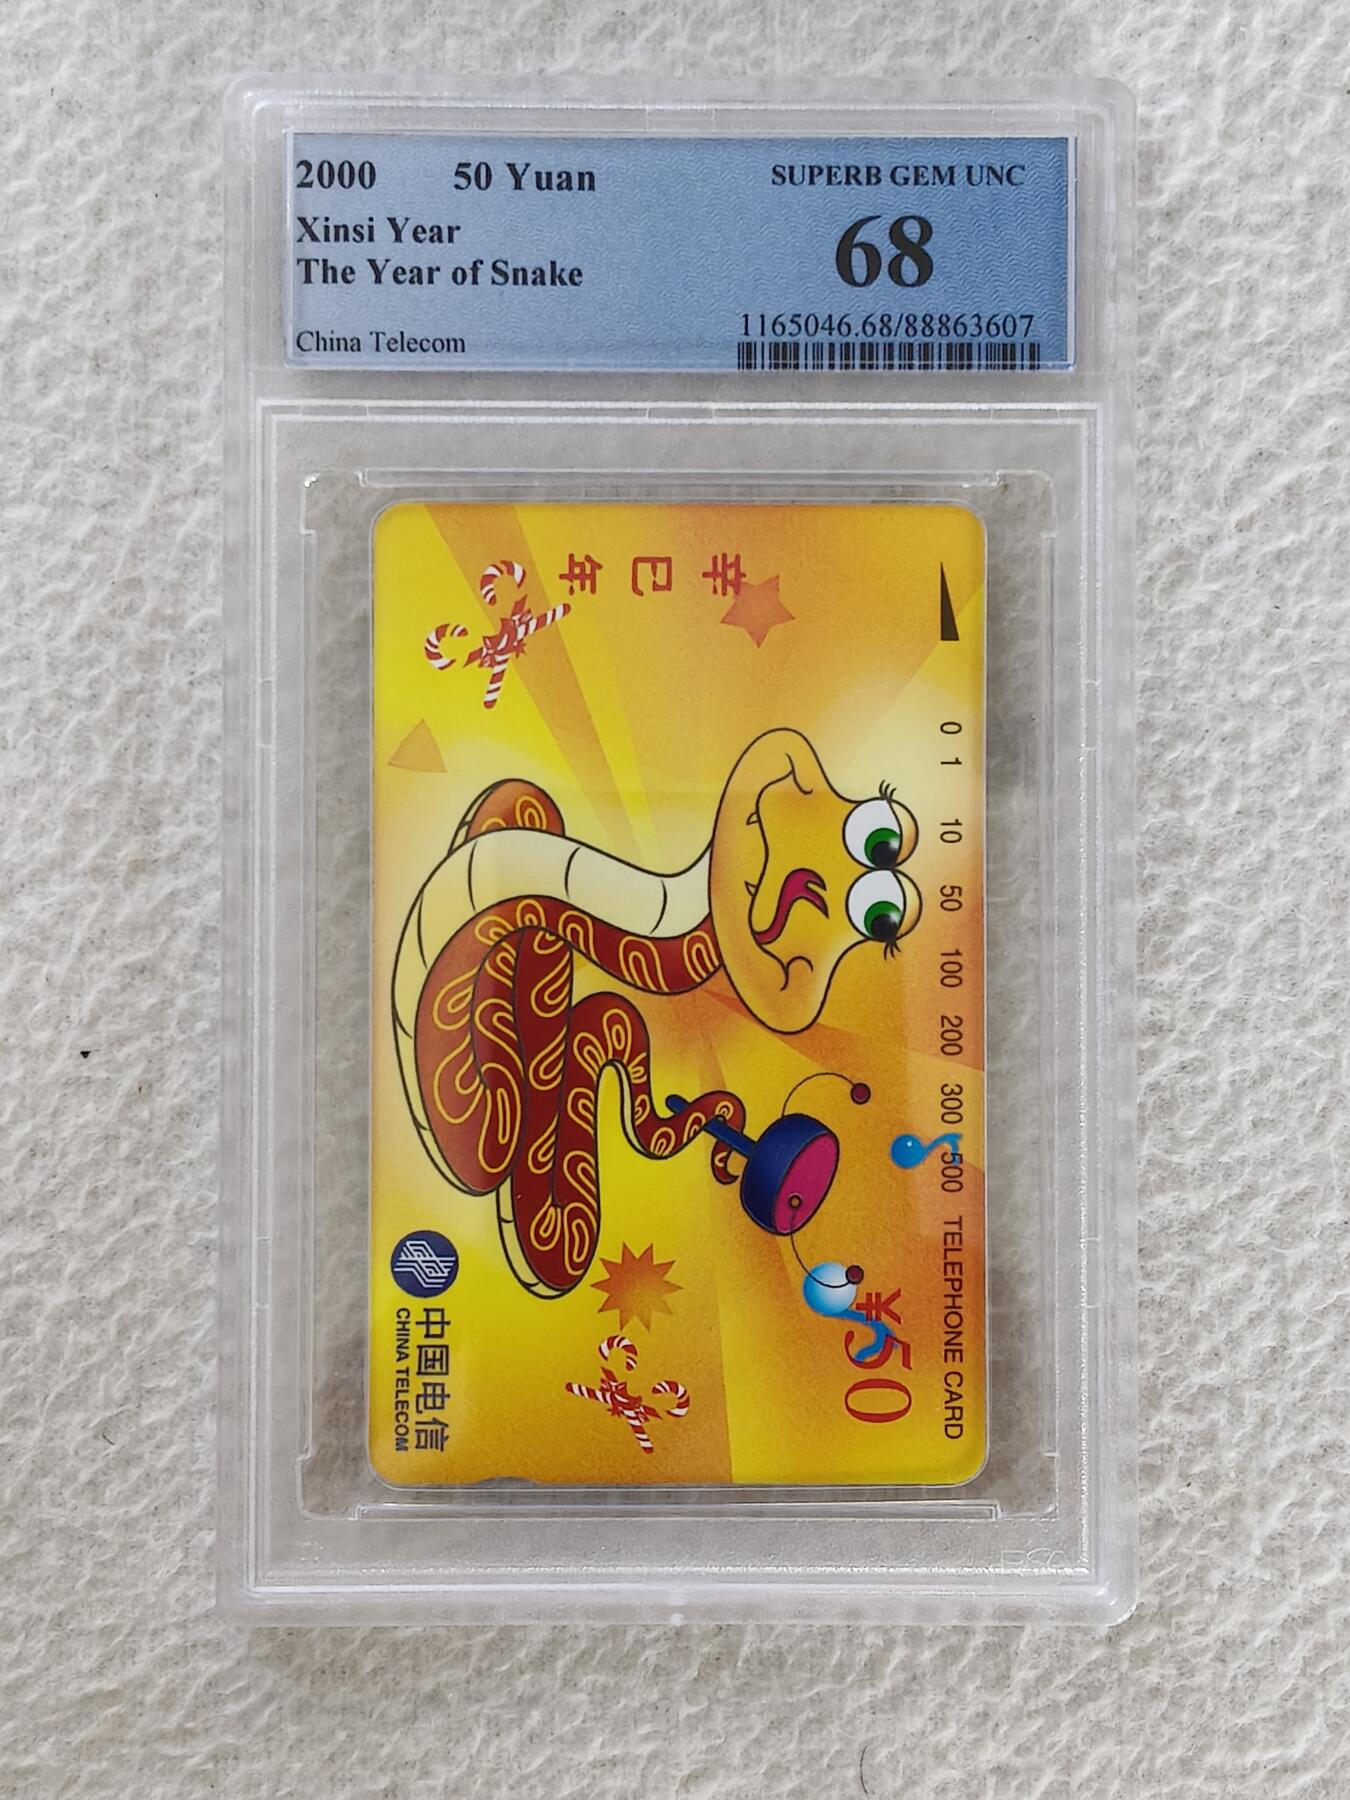 2000 50 Yuan
Xinsi Year
The Year of Snake
China Telecom
SUPERB GEM UNC
68
1165046.68/88863607
0 1 10 50 100 200 300 500 TELEPHONE CARD
辛巳年
¥50
中国电信
CHINA TELECOM